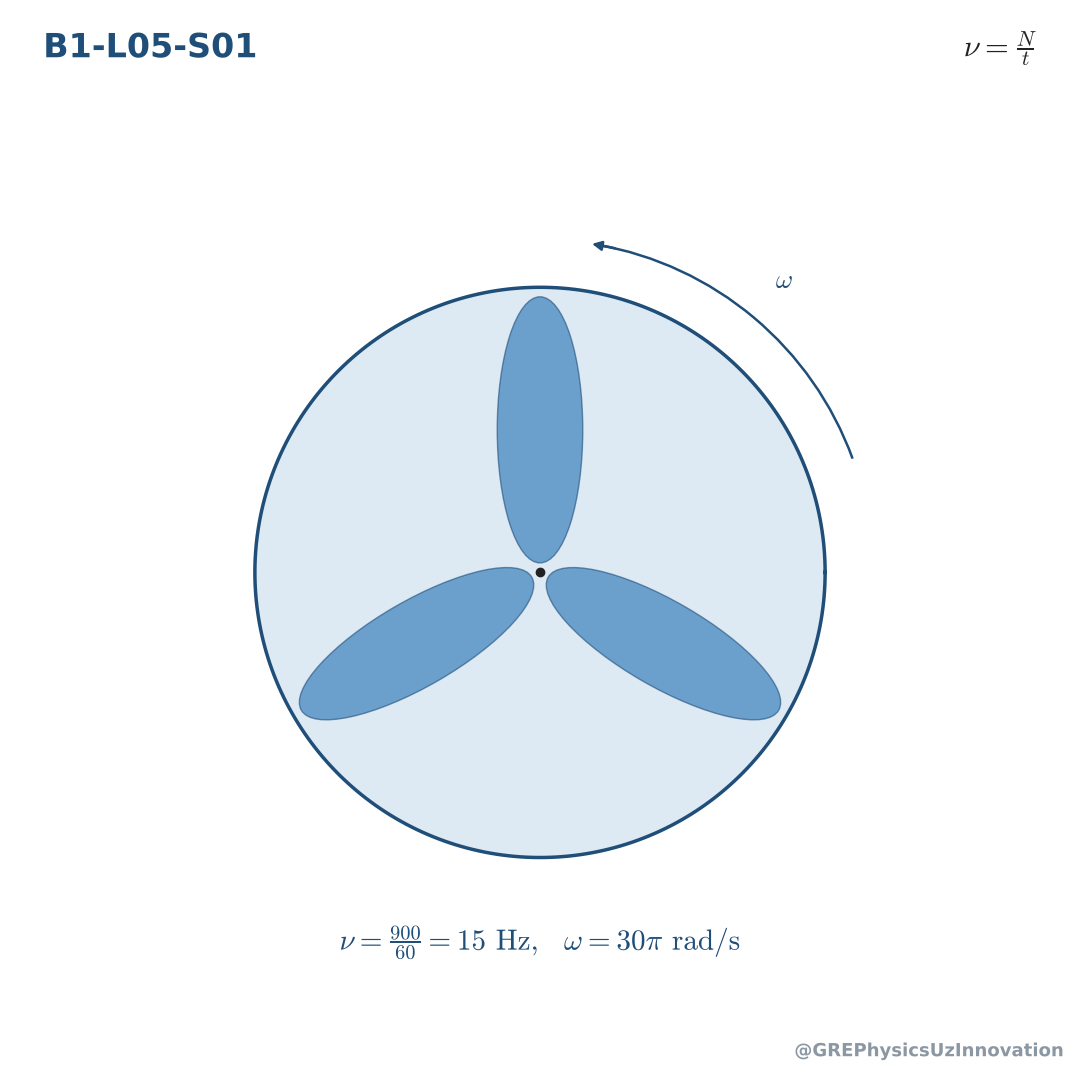 B1-L05-S01
ν = N/t
ω
ν = 900/60 = 15 Hz, ω = 30π rad/s
@GREPhysicsUzInnovation